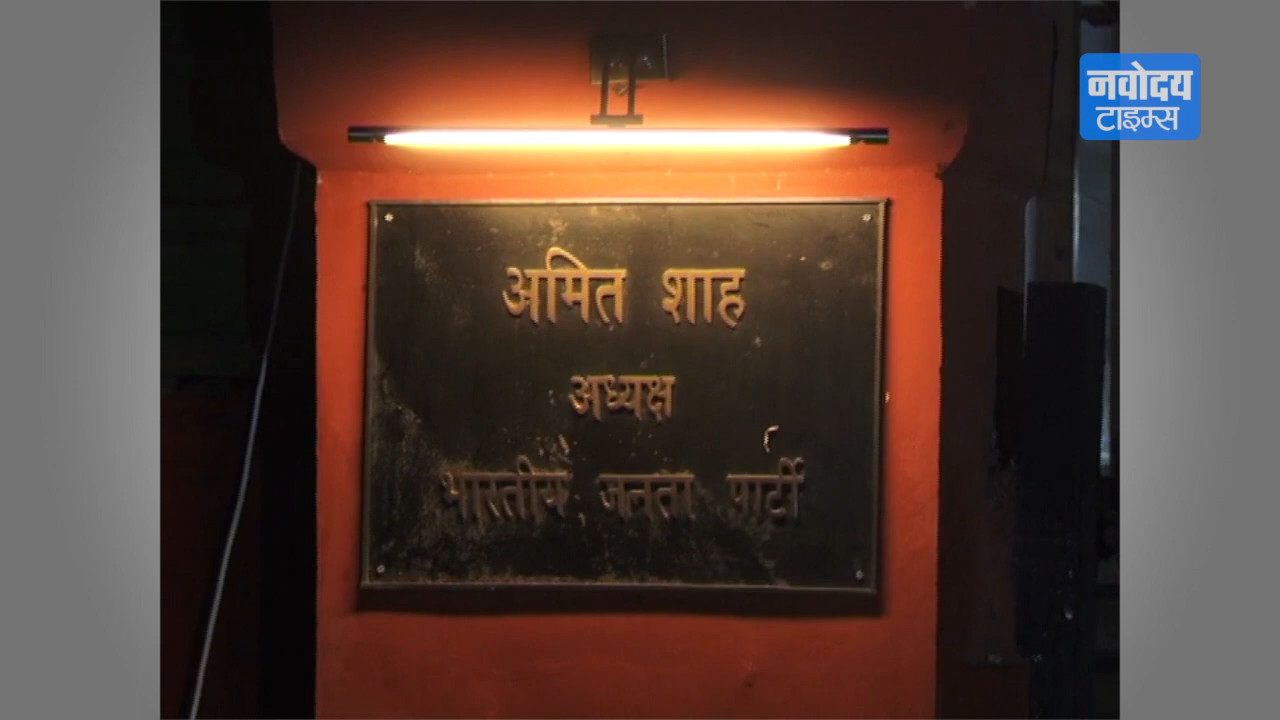 नवोदय
टाइम्स
अमित शाह
अध्यक्ष
भारतीय जनता पार्टी